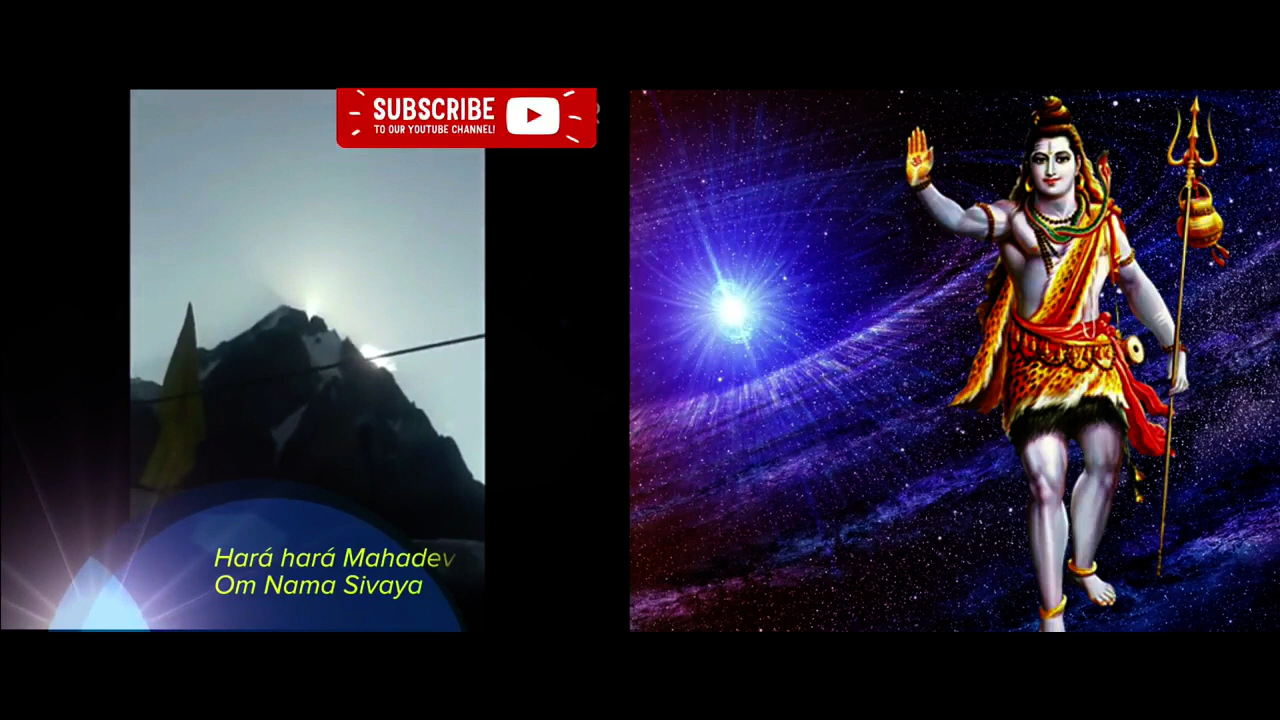 SUBSCRIBE
TO OUR YOUTUBE CHANNEL!
Hará hará Mahadev
Om Nama Sivaya